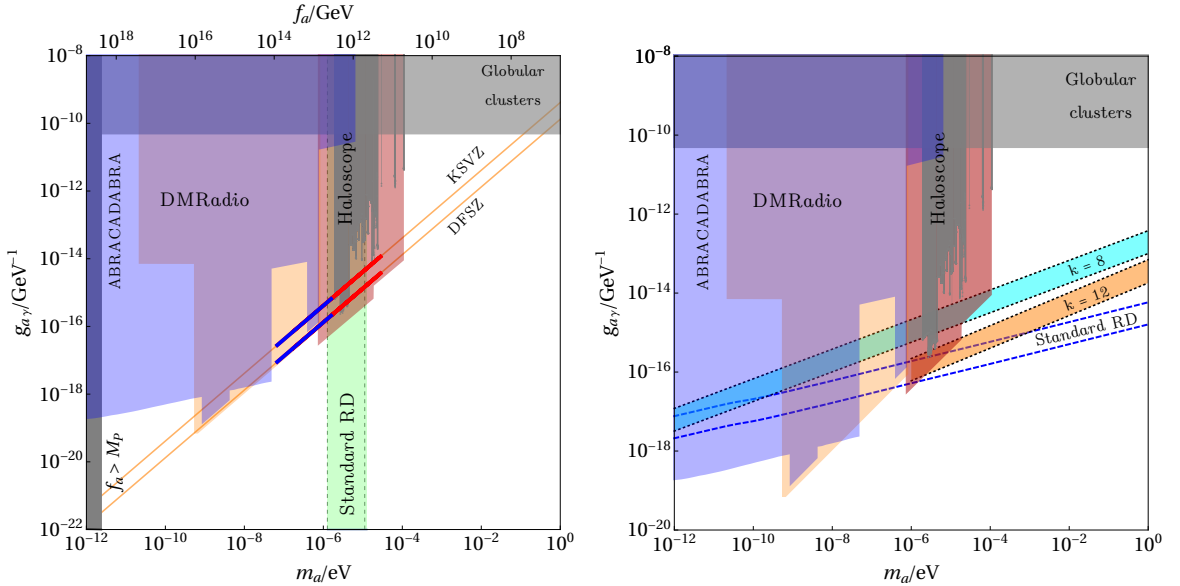 f_a/GeV
10^18 10^16 10^14 10^12 10^10 10^8
10^-8
10^-10
10^-12
10^-14
10^-16
10^-18
10^-20
10^-22
g_aγ/GeV^-1
Globular
clusters
ABRACADABRA
DMRadio
Haloscope
KSVZ
DFSZ
f_a > M_P
Standard RD
10^-12 10^-10 10^-8 10^-6 10^-4 10^-2 10^0
m_a/eV
10^-8
10^-10
10^-12
10^-14
10^-16
10^-18
10^-20
g_aγ/GeV^-1
Globular
clusters
ABRACADABRA
DMRadio
Haloscope
k = 8
k = 12
Standard RD
10^-12 10^-10 10^-8 10^-6 10^-4 10^-2 10^0
m_a/eV